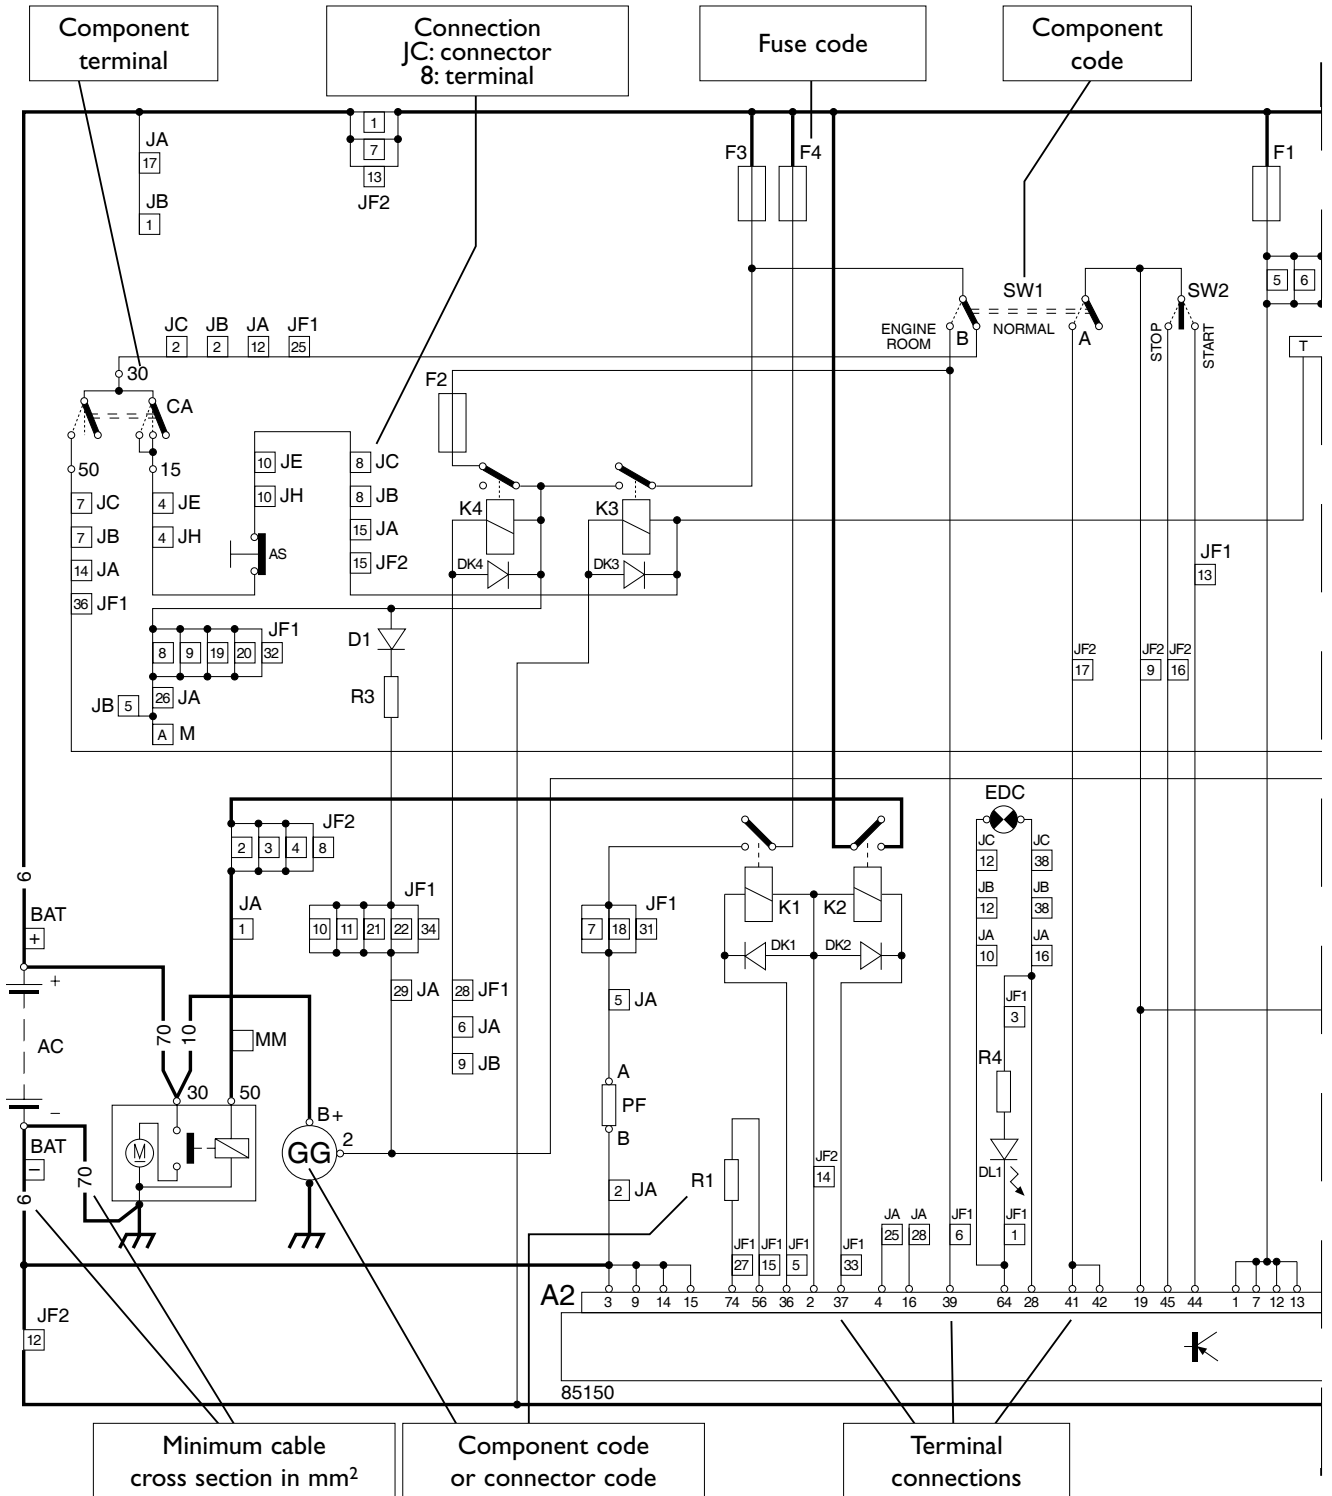 Component
terminal
Connection
JC: connector
8: terminal
Fuse code
Component
code
JA
17
JB
1
1
7
13
JF2
F3
F4
F1
5 6
SW1
SW2
ENGINE
ROOM
B
NORMAL
A
STOP
START
T
JC JB JA JF1
2 2 12 25
30
CA
F2
50
15
7 JC
7 JB
14 JA
36 JF1
4 JE
4 JH
10 JE
10 JH
AS
8 JC
8 JB
15 JA
15 JF2
K4
K3
DK4
DK3
JF1
13
JF1
8 9 19 20 32
JB 5
26 JA
A M
D1
R3
JF2
17
JF2 JF2
9 16
EDC
JF2
2 3 4 8
JA
1
JF1
10 11 21 22 34
29 JA
28 JF1
6 JA
9 JB
JF1
7 18 31
5 JA
K1 K2
DK1 DK2
JC JC
12 38
JB JB
12 38
JA JA
10 16
JF1
3
R4
DL1
JF1
1
6
BAT
+
+
AC
−
BAT
−
6
70
70
10
MM
30
50
M
B+
GG
2
A
PF
B
2 JA
R1
JF2
14
JF1 JF1 JF1
27 15 5
JF1
33
JA JA
25 28
JF1
6
A2
3 9 14 15 74 56 36 2 37 4 16 39 64 28 41 42 19 45 44 1 7 12 13
JF2
12
85150
Minimum cable
cross section in mm²
Component code
or connector code
Terminal
connections